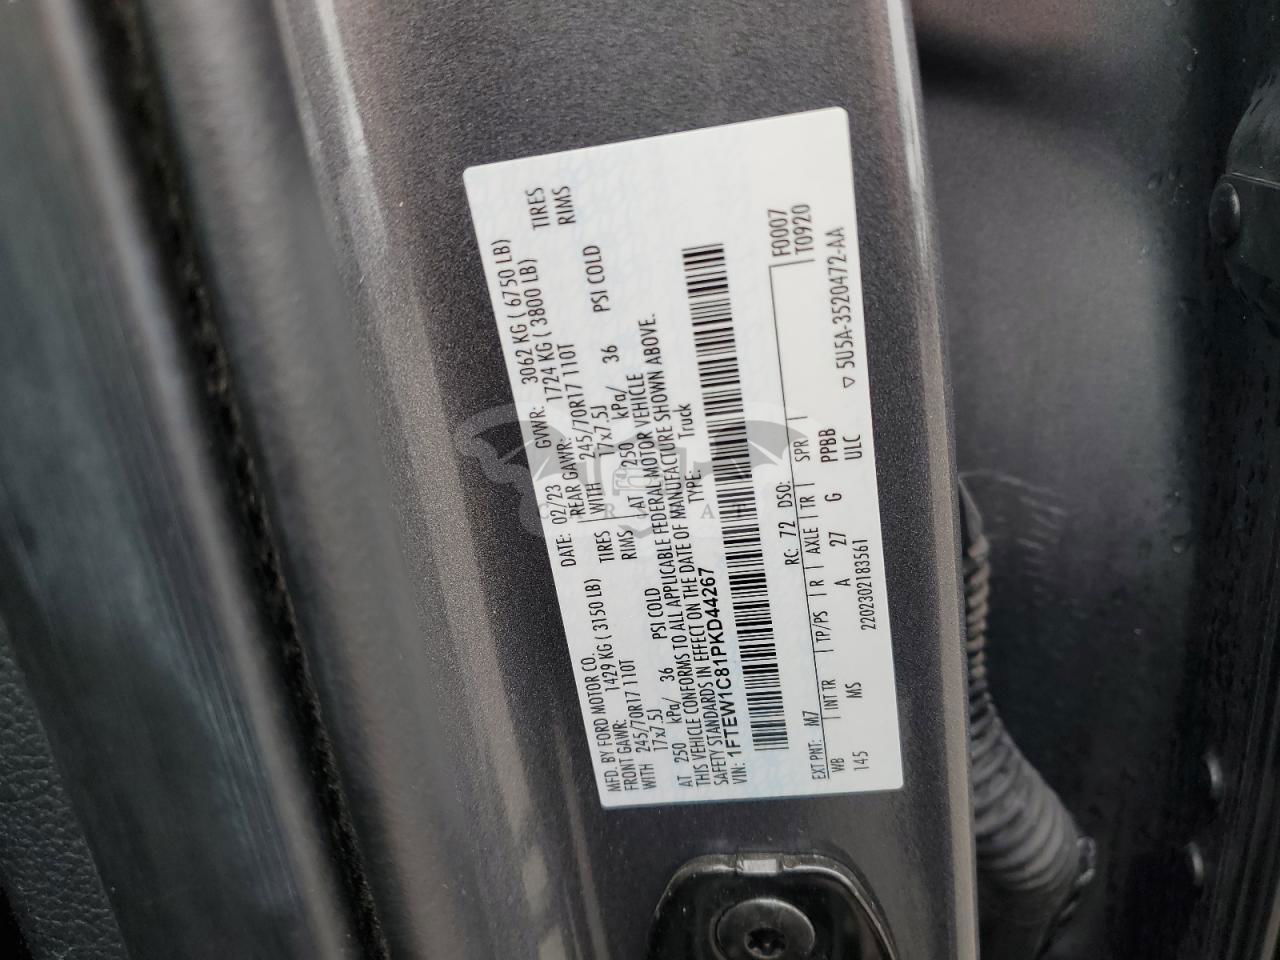 MFD. BY FORD MOTOR CO.
DATE: 02/23 GVWR: 3062 KG ( 6750 LB)
FRONT GAWR: 1429 KG ( 3150 LB)
REAR GAWR: 1724 KG ( 3800 LB)
WITH 245/70R17 110T TIRES
WITH 245/70R17 110T TIRES
17x7.5J RIMS
17x7.5J RIMS
AT 250 kPa/ 36 PSI COLD
AT 250 kPa/ 36 PSI COLD
THIS VEHICLE CONFORMS TO ALL APPLICABLE FEDERAL MOTOR VEHICLE
SAFETY STANDARDS IN EFFECT ON THE DATE OF MANUFACTURE SHOWN ABOVE.
VIN: 1FTEW1C81PKD44267 TYPE: Truck
F0007
T0920
EXT PNT: M7 RC: 72 DSO:
WB INT TR TP/PS R AXLE TR SPR
145 MS A 27 G PPBB
2202302183561 ULC ▽ 5U5A-3520472-AA